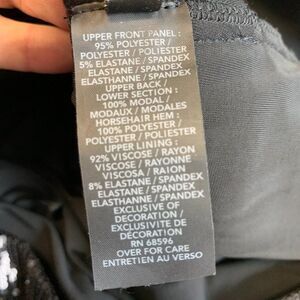 UPPER FRONT PANEL :
95% POLYESTER /
POLYESTER / POLIESTER
5% ELASTANE / SPANDEX
ELASTANE / SPANDEX
ELASTHANNE / SPANDEX
UPPER BACK /
LOWER SECTION :
100% MODAL /
MODAUX / MODALES
HORSEHAIR HEM :
100% POLYESTER /
POLYESTER / POLIESTER
UPPER LINING :
92% VISCOSE / RAYON
VISCOSE / RAYONNE
VISCOSA / RAION
8% ELASTANE / SPANDEX
ELASTANE / SPANDEX
ELASTHANNE / SPANDEX
EXCLUSIVE OF
DECORATION /
EXCLUSIVITE DE
DÉCORATION /
RN 68596
OVER FOR CARE
ENTRETIEN AU VERSO